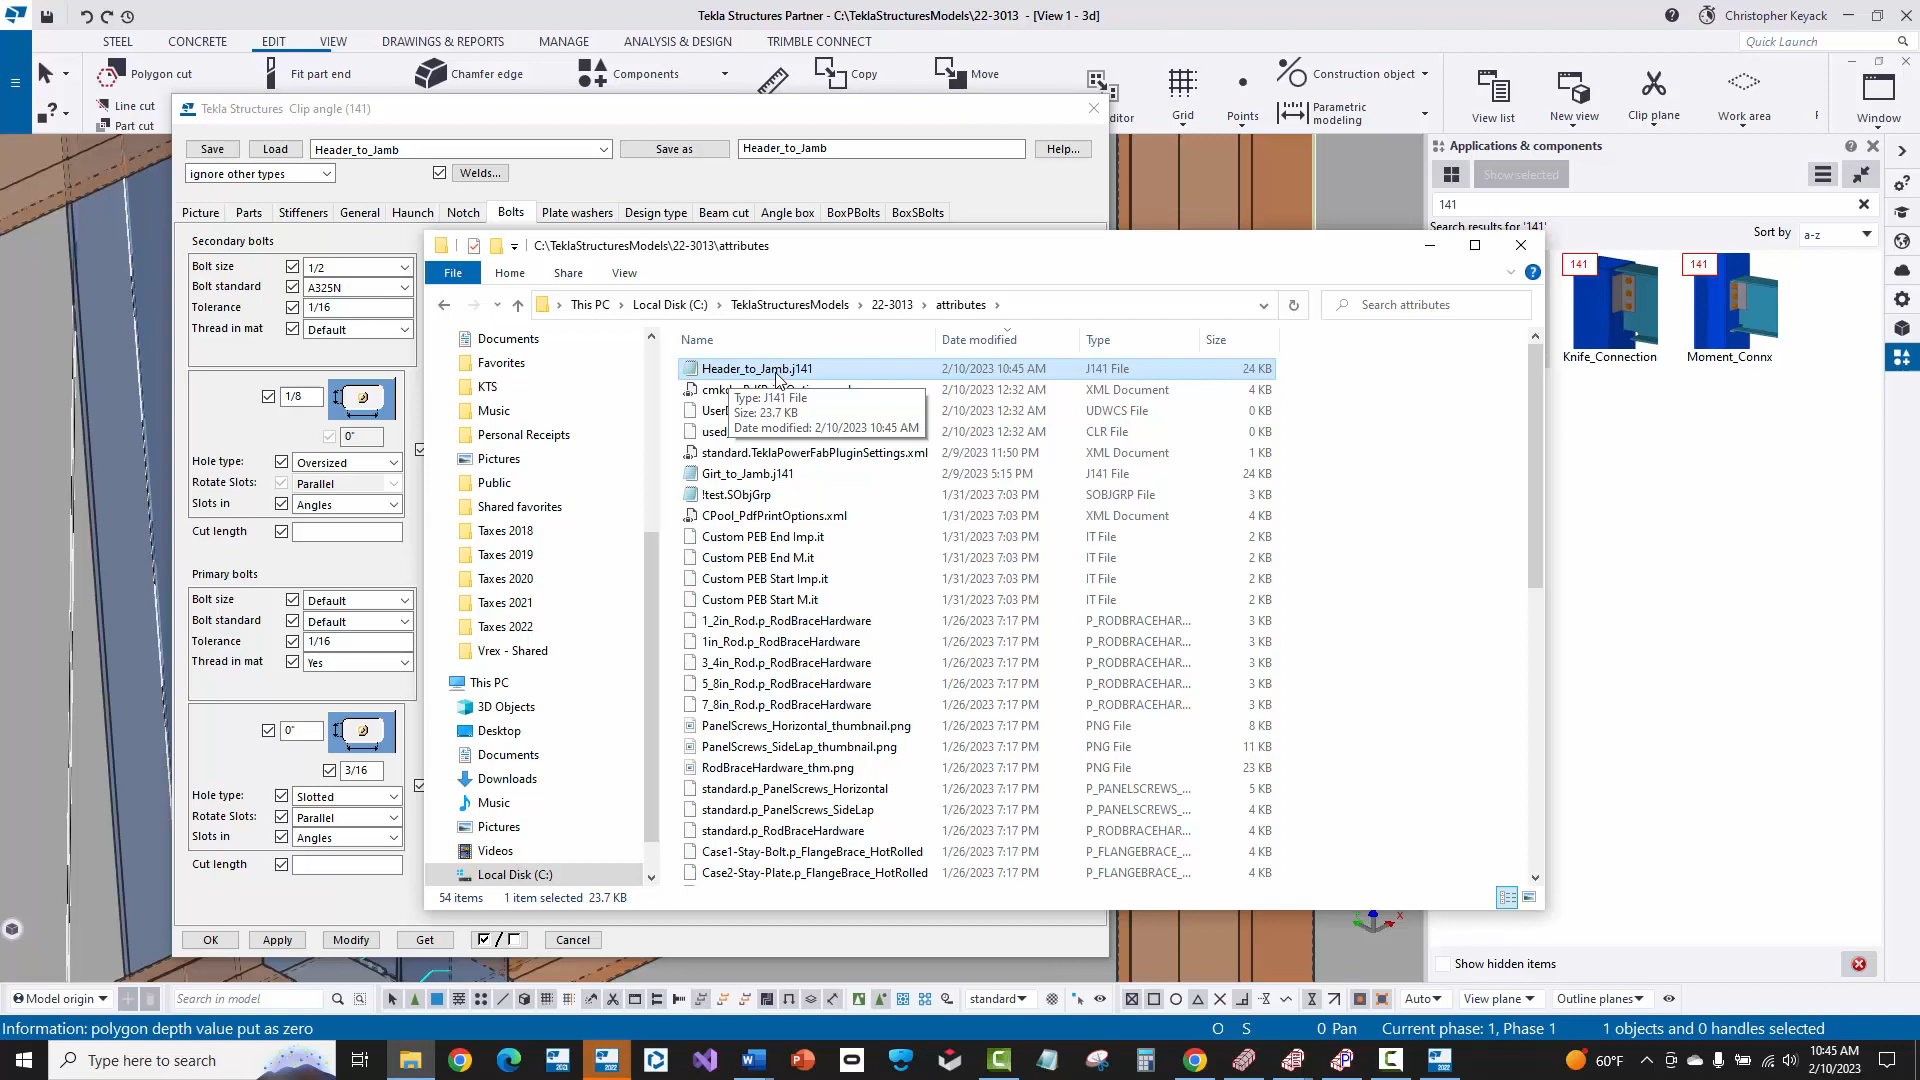 Tekla Structures Partner - C:\TeklaStructuresModels\22-3013 - [View 1 - 3d]
Christopher Keyack
STEEL CONCRETE EDIT VIEW DRAWINGS & REPORTS MANAGE ANALYSIS & DESIGN TRIMBLE CONNECT
Quick Launch
Polygon cut Fit part end Chamfer edge Components Copy Move Construction object
Line cut
Part cut
Grid Points Parametric modeling View list New view Clip plane Work area Window
Tekla Structures Clip angle (141)
Save Load Header_to_Jamb Save as Header_to_Jamb Help...
ignore other types Welds...
Picture Parts Stiffeners General Haunch Notch Bolts Plate washers Design type Beam cut Angle box BoxPBolts BoxSBolts
Secondary bolts
Bolt size 1/2
Bolt standard A325N
Tolerance 1/16
Thread in mat Default
1/8
0"
Hole type: Oversized
Rotate Slots: Parallel
Slots in Angles
Cut length
Primary bolts
Bolt size Default
Bolt standard Default
Tolerance 1/16
Thread in mat Yes
0"
3/16
Hole type: Slotted
Rotate Slots: Parallel
Slots in Angles
Cut length
OK Apply Modify Get / Cancel
C:\TeklaStructuresModels\22-3013\attributes
File Home Share View
This PC Local Disk (C:) TeklaStructuresModels 22-3013 attributes
Search attributes
Documents
Favorites
KTS
Music
Personal Receipts
Pictures
Public
Shared favorites
Taxes 2018
Taxes 2019
Taxes 2020
Taxes 2021
Taxes 2022
Vrex - Shared
This PC
3D Objects
Desktop
Documents
Downloads
Music
Pictures
Videos
Local Disk (C:)
Name Date modified Type Size
Header_to_Jamb.j141 2/10/2023 10:45 AM J141 File 24 KB
2/10/2023 12:32 AM XML Document 4 KB
2/10/2023 12:32 AM UDWCS File 0 KB
used 2/10/2023 12:32 AM CLR File 0 KB
Type: J141 File
Size: 23.7 KB
Date modified: 2/10/2023 10:45 AM
standard.TeklaPowerFabPluginSettings.xml 2/9/2023 11:50 PM XML Document 1 KB
Girt_to_Jamb.j141 2/9/2023 5:15 PM J141 File 24 KB
!test.SObjGrp 1/31/2023 7:03 PM SOBJGRP File 3 KB
CPool_PdfPrintOptions.xml 1/31/2023 7:03 PM XML Document 4 KB
Custom PEB End Imp.it 1/31/2023 7:03 PM IT File 2 KB
Custom PEB End M.it 1/31/2023 7:03 PM IT File 2 KB
Custom PEB Start Imp.it 1/31/2023 7:03 PM IT File 2 KB
Custom PEB Start M.it 1/31/2023 7:03 PM IT File 2 KB
1_2in_Rod.p_RodBraceHardware 1/26/2023 7:17 PM P_RODBRACEHAR... 3 KB
1in_Rod.p_RodBraceHardware 1/26/2023 7:17 PM P_RODBRACEHAR... 3 KB
3_4in_Rod.p_RodBraceHardware 1/26/2023 7:17 PM P_RODBRACEHAR... 3 KB
5_8in_Rod.p_RodBraceHardware 1/26/2023 7:17 PM P_RODBRACEHAR... 3 KB
7_8in_Rod.p_RodBraceHardware 1/26/2023 7:17 PM P_RODBRACEHAR... 3 KB
PanelScrews_Horizontal_thumbnail.png 1/26/2023 7:17 PM PNG File 8 KB
PanelScrews_SideLap_thumbnail.png 1/26/2023 7:17 PM PNG File 11 KB
RodBraceHardware_thm.png 1/26/2023 7:17 PM PNG File 23 KB
standard.p_PanelScrews_Horizontal 1/26/2023 7:17 PM P_PANELSCREWS_... 5 KB
standard.p_PanelScrews_SideLap 1/26/2023 7:17 PM P_PANELSCREWS_... 4 KB
standard.p_RodBraceHardware 1/26/2023 7:17 PM P_RODBRACEHAR... 4 KB
Case1-Stay-Bolt.p_FlangeBrace_HotRolled 1/26/2023 7:17 PM P_FLANGEBRACE_... 4 KB
Case2-Stay-Plate.p_FlangeBrace_HotRolled 1/26/2023 7:17 PM P_FLANGEBRACE_... 4 KB
54 items 1 item selected 23.7 KB
Applications & components
Show selected
141
Search results for '141'
Sort by a-z
141 141
Knife_Connection Moment_Connx
Show hidden items
Model origin Search in model standard Auto View plane Outline planes
Information: polygon depth value put as zero O S 0 Pan Current phase: 1, Phase 1 1 objects and 0 handles selected
Type here to search 60°F 10:45 AM
2/10/2023